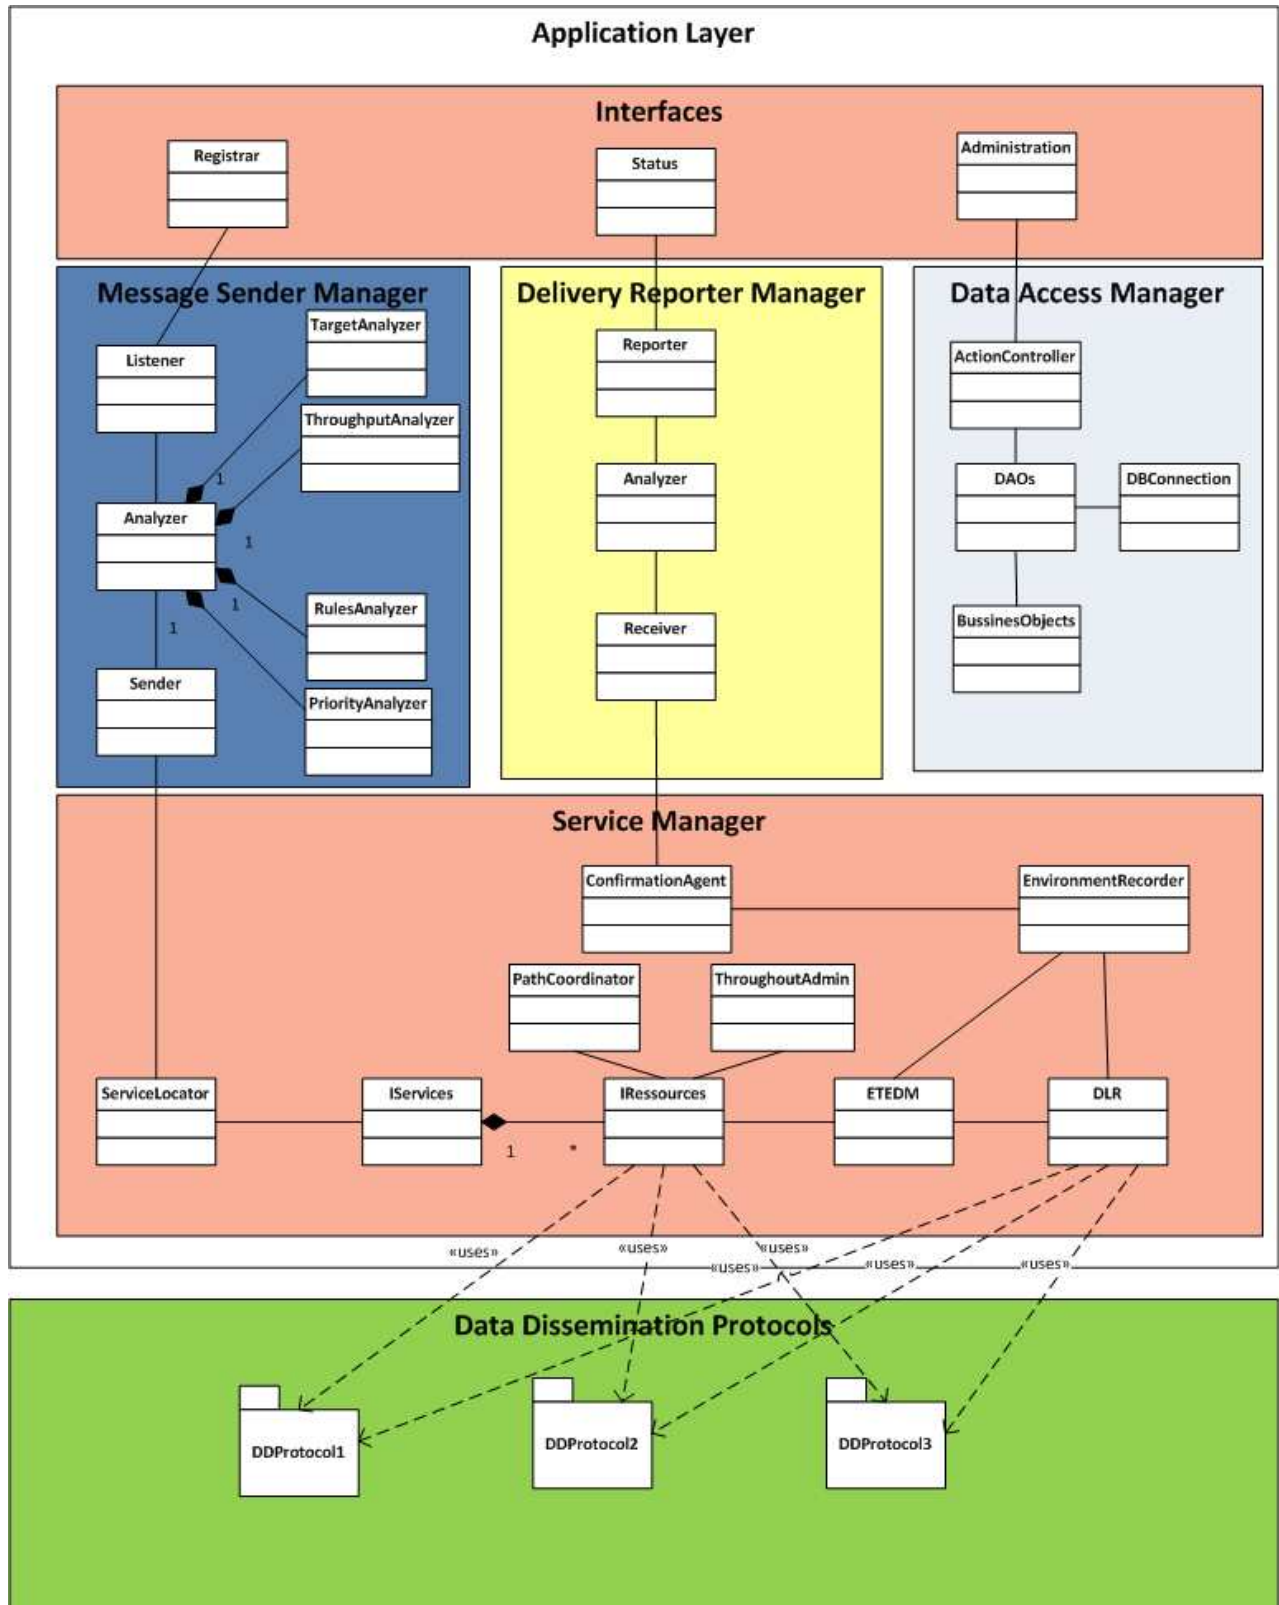 Application Layer
Interfaces
Registrar
Status
Administration
Message Sender Manager
Delivery Reporter Manager
Data Access Manager
TargetAnalyzer
Listener
Reporter
ActionController
ThroughputAnalyzer
1
Analyzer
1
Analyzer
DAOs
DBConnection
1
1
RulesAnalyzer
Receiver
BussinesObjects
Sender
PriorityAnalyzer
Service Manager
ConfirmationAgent
EnvironmentRecorder
PathCoordinator
ThroughoutAdmin
ServiceLocator
IServices
IRessources
ETEDM
DLR
1
*
«uses»
«uses»
«uses»
«uses»
«uses»
«uses»
Data Dissemination Protocols
DDProtocol1
DDProtocol2
DDProtocol3